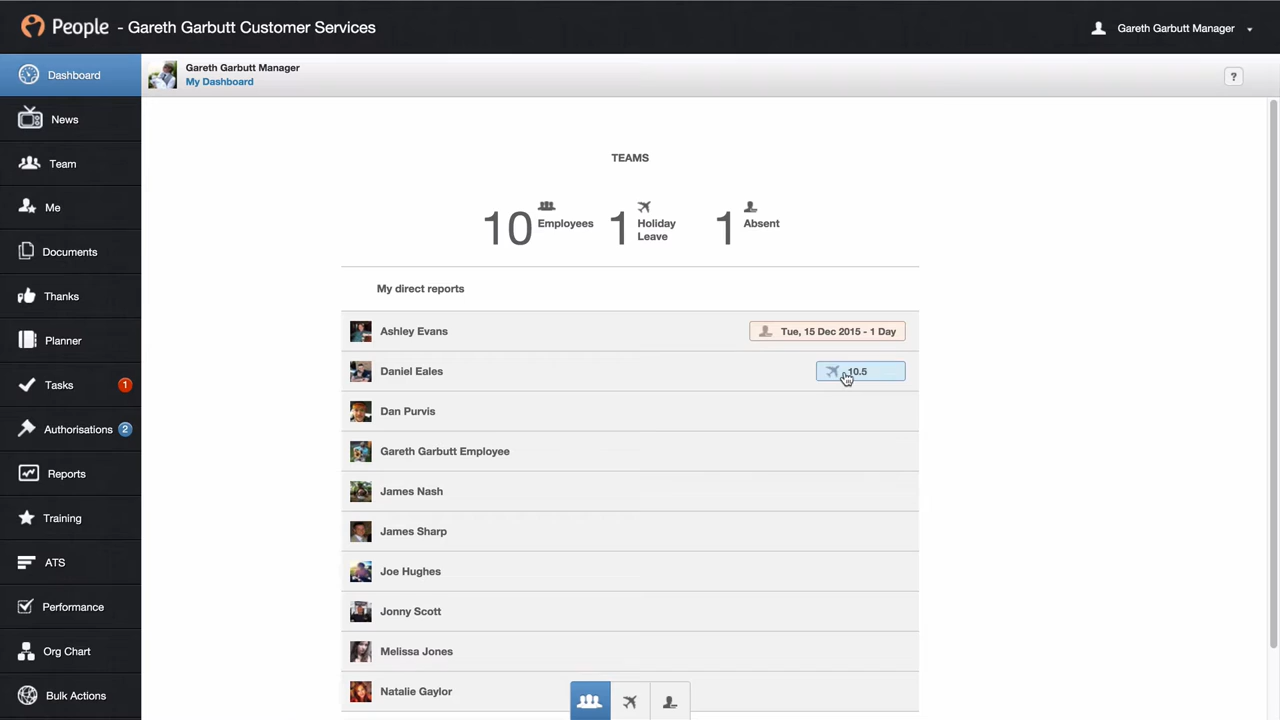 People - Gareth Garbutt Customer Services
Gareth Garbutt Manager
Dashboard
News
Team
Me
Documents
Thanks
Planner
Tasks 1
Authorisations 2
Reports
Training
ATS
Performance
Org Chart
Bulk Actions
Gareth Garbutt Manager
My Dashboard
?
TEAMS
10 Employees
1 Holiday
Leave
1 Absent
My direct reports
Ashley Evans
Tue, 15 Dec 2015 - 1 Day
Daniel Eales
10.5
Dan Purvis
Gareth Garbutt Employee
James Nash
James Sharp
Joe Hughes
Jonny Scott
Melissa Jones
Natalie Gaylor